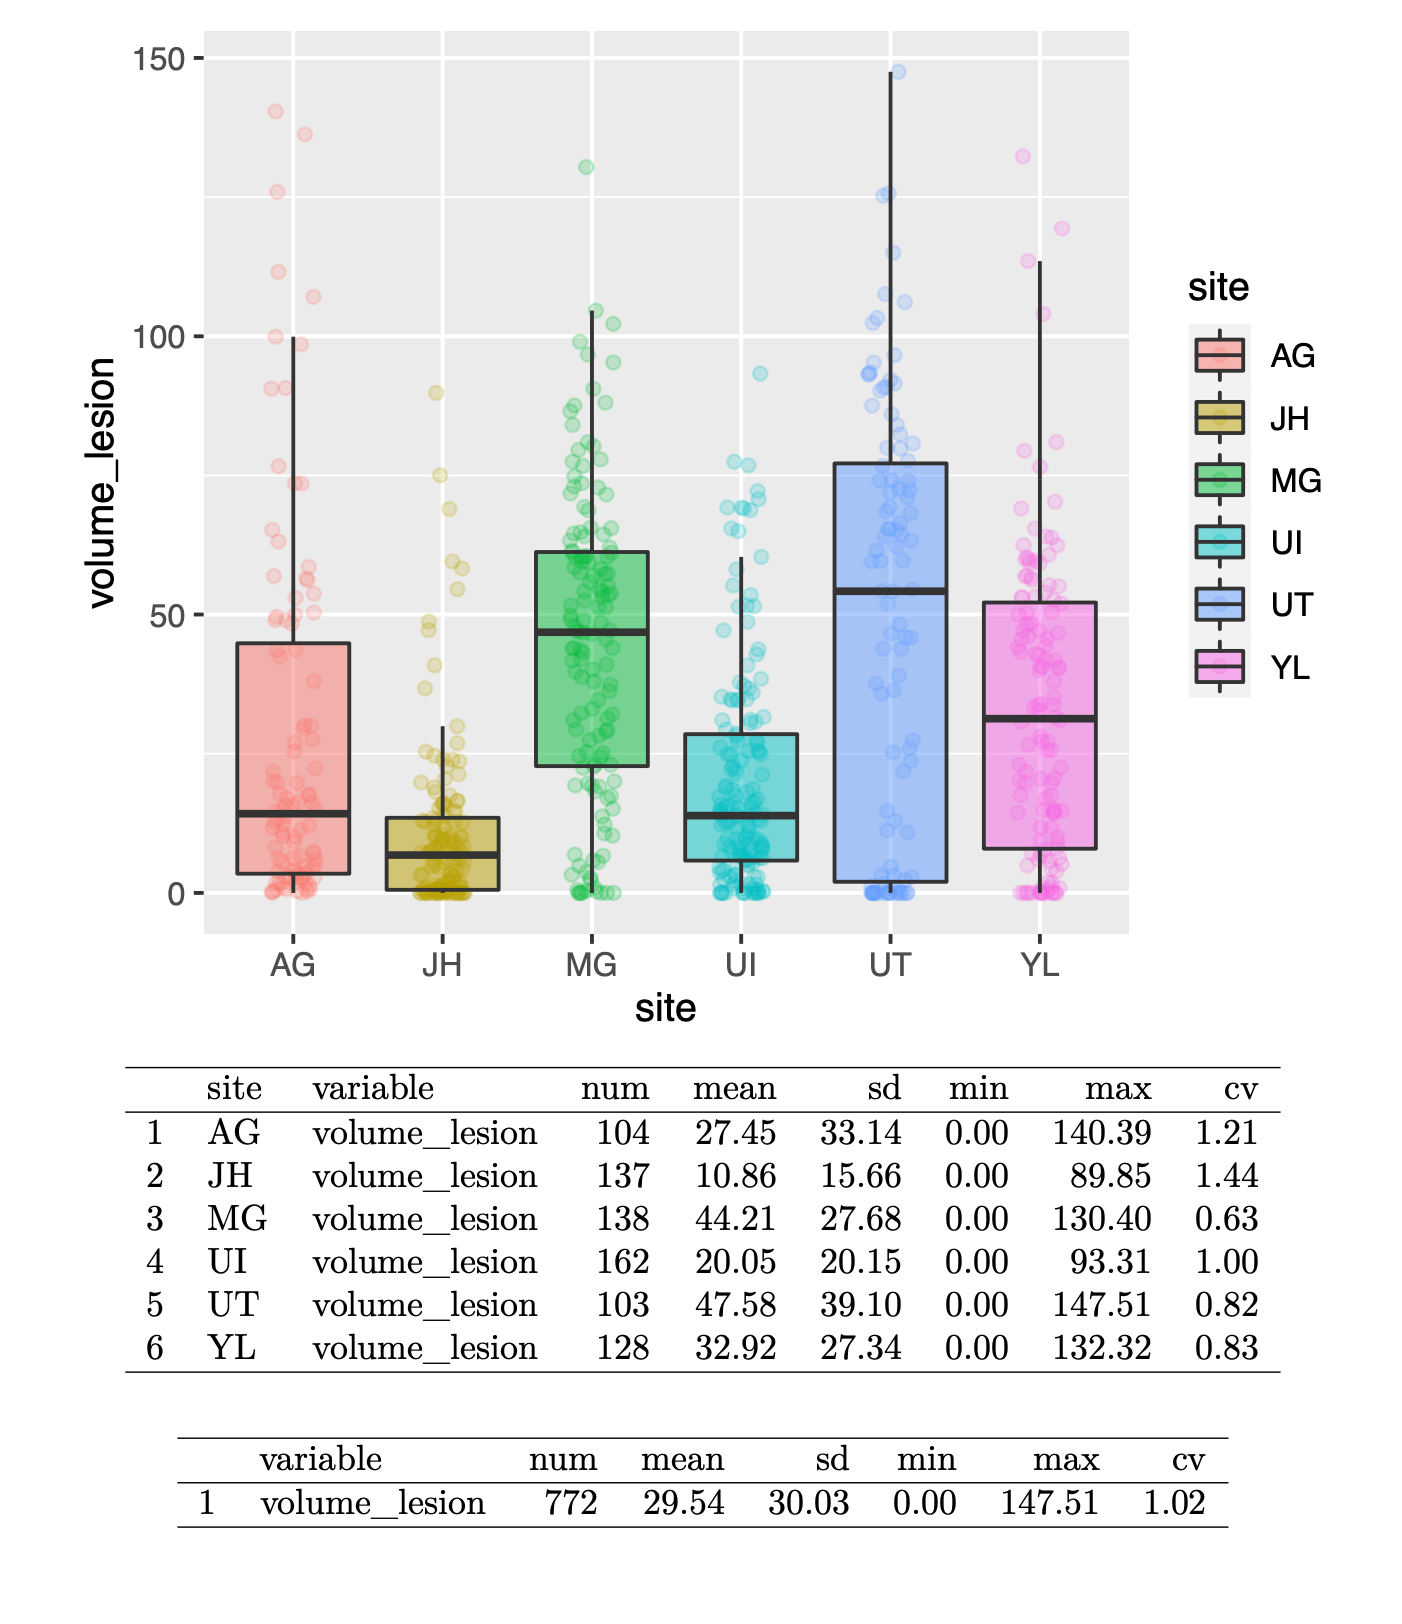 150
100
50
0
volume_lesion
AG JH MG UI UT YL
site
site
AG
JH
MG
UI
UT
YL
site variable num mean sd min max cv
1 AG volume_lesion 104 27.45 33.14 0.00 140.39 1.21
2 JH volume_lesion 137 10.86 15.66 0.00 89.85 1.44
3 MG volume_lesion 138 44.21 27.68 0.00 130.40 0.63
4 UI volume_lesion 162 20.05 20.15 0.00 93.31 1.00
5 UT volume_lesion 103 47.58 39.10 0.00 147.51 0.82
6 YL volume_lesion 128 32.92 27.34 0.00 132.32 0.83
variable num mean sd min max cv
1 volume_lesion 772 29.54 30.03 0.00 147.51 1.02